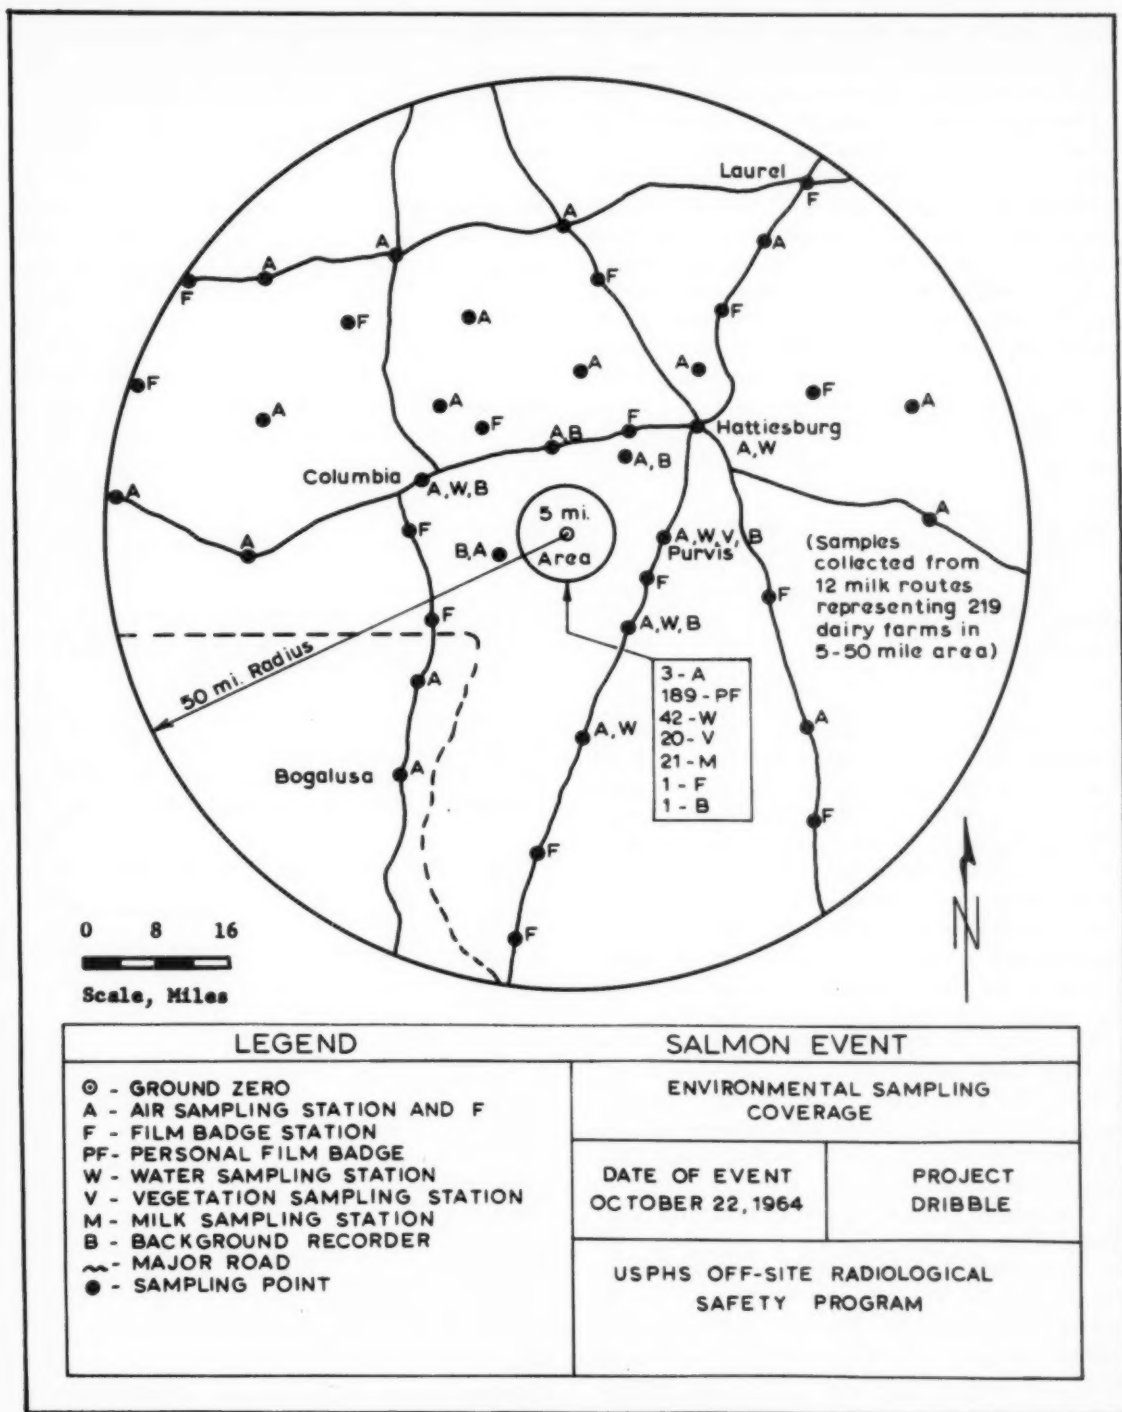 Laurel
F
A
A
A
F
A
A
F
F
F
A
F
A
A
F
F
A
A
A
F
A,B
F
Hattiesburg
A,W
A,B
Columbia
A,W,B
A
A
A
F
5 mi.
Area
B,A
A,W,V,B
Purvis
F
F
(Samples
collected from
12 milk routes
representing 219
dairy farms in
5-50 mile area)
F
A,W,B
50 mi. Radius
3-A
189-PF
42-W
20-V
21-M
1-F
1-B
A
A,W
A
Bogalusa
A
F
F
F
N
0 8 16
Scale, Miles
LEGEND
⊙ - GROUND ZERO
A - AIR SAMPLING STATION AND F
F - FILM BADGE STATION
PF- PERSONAL FILM BADGE
W - WATER SAMPLING STATION
V - VEGETATION SAMPLING STATION
M - MILK SAMPLING STATION
B - BACKGROUND RECORDER
- MAJOR ROAD
● - SAMPLING POINT
SALMON EVENT
ENVIRONMENTAL SAMPLING
COVERAGE
DATE OF EVENT
OCTOBER 22, 1964
PROJECT
DRIBBLE
USPHS OFF-SITE RADIOLOGICAL
SAFETY PROGRAM